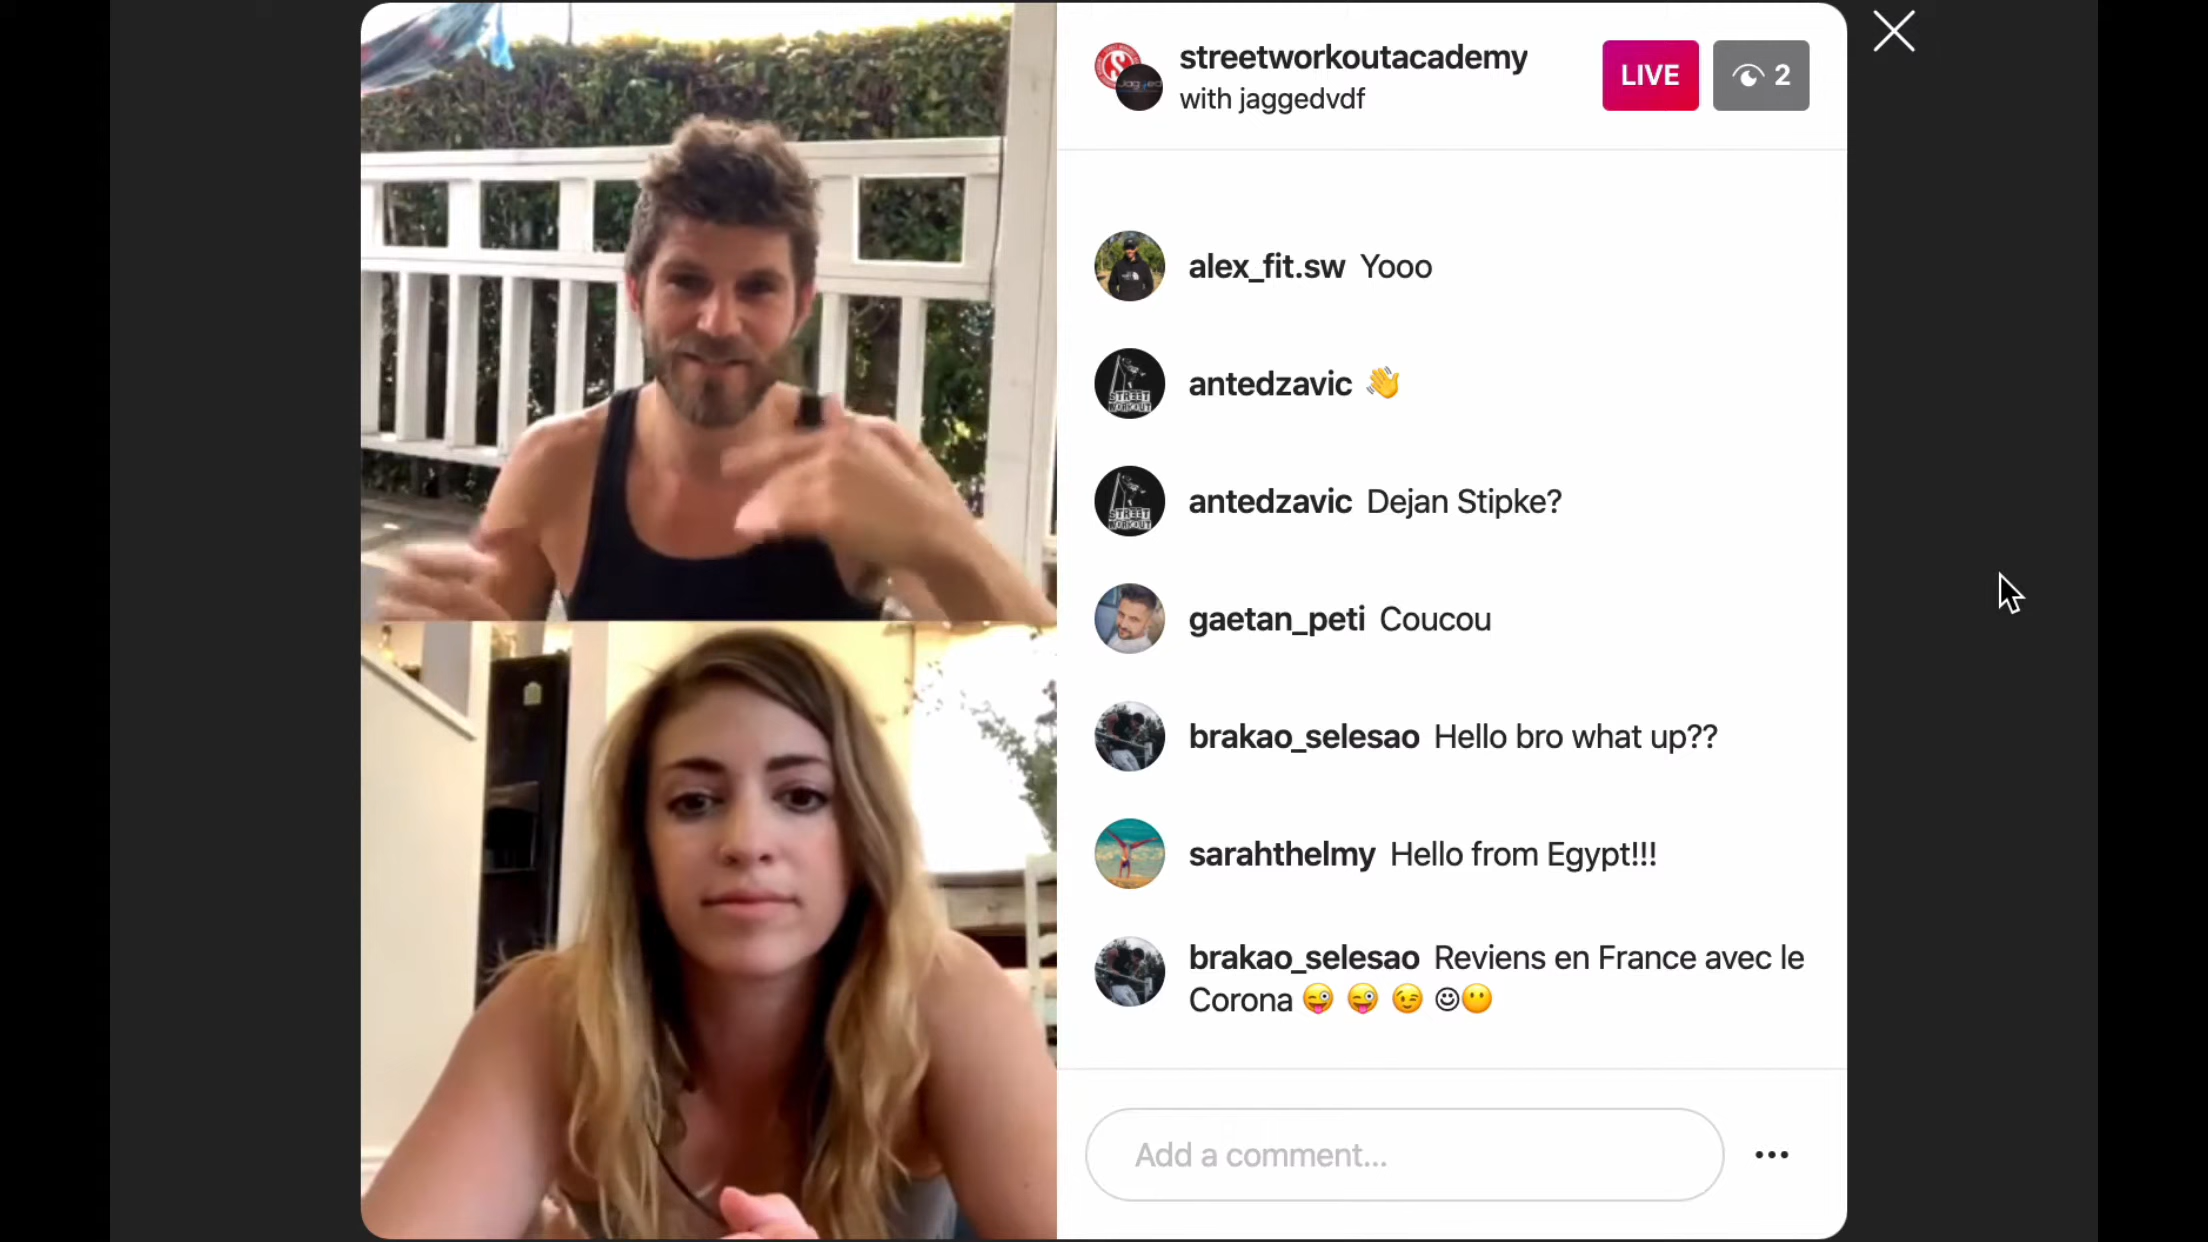 streetworkoutacademy
with jaggedvdf
LIVE
2
alex_fit.sw Yooo
antedzavic 👋
antedzavic Dejan Stipke?
gaetan_peti Coucou
brakao_selesao Hello bro what up??
sarahthelmy Hello from Egypt!!!
brakao_selesao Reviens en France avec le
Corona 😜 😜 😉 ☺😶
Add a comment...